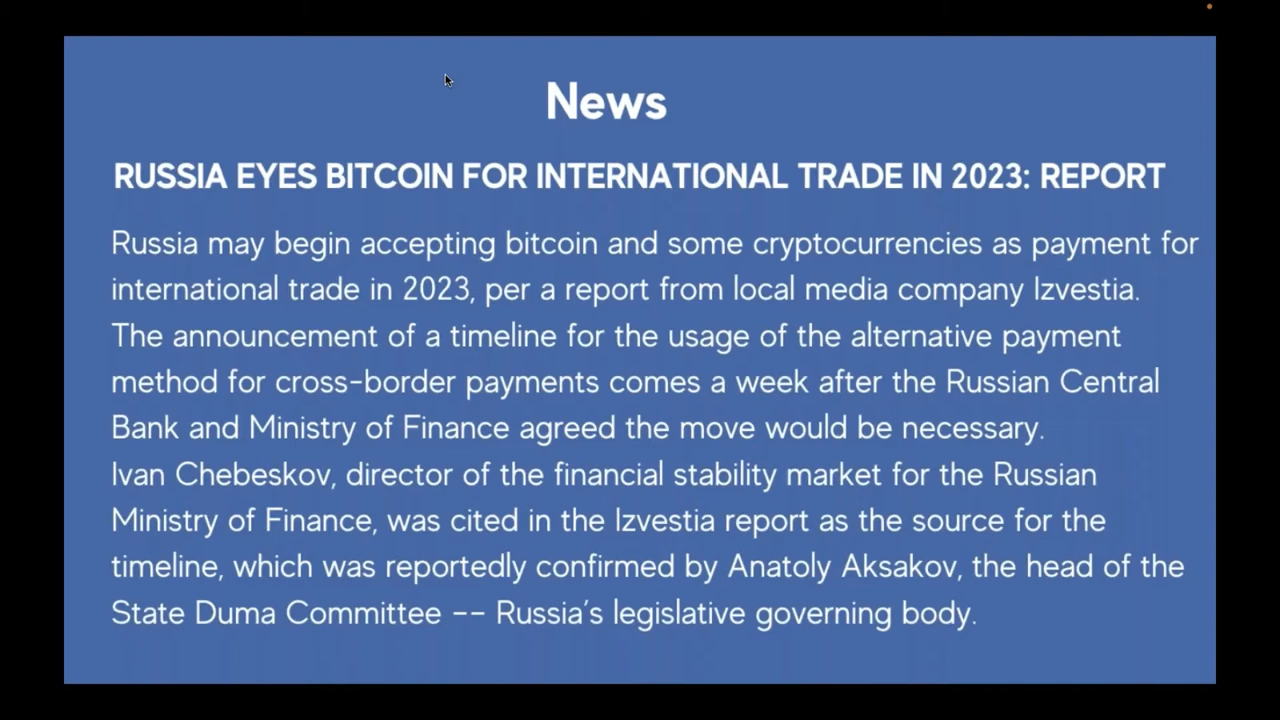 News
RUSSIA EYES BITCOIN FOR INTERNATIONAL TRADE IN 2023: REPORT
Russia may begin accepting bitcoin and some cryptocurrencies as payment for
international trade in 2023, per a report from local media company Izvestia.
The announcement of a timeline for the usage of the alternative payment
method for cross-border payments comes a week after the Russian Central
Bank and Ministry of Finance agreed the move would be necessary.
Ivan Chebeskov, director of the financial stability market for the Russian
Ministry of Finance, was cited in the Izvestia report as the source for the
timeline, which was reportedly confirmed by Anatoly Aksakov, the head of the
State Duma Committee -- Russia's legislative governing body.